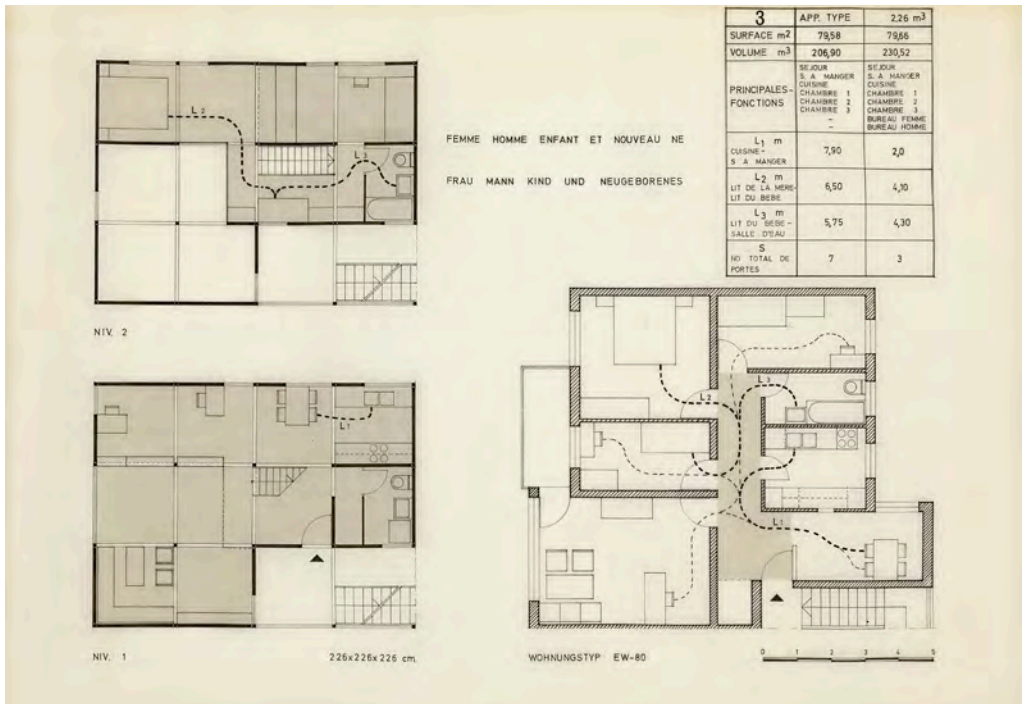 L 2
L 3
NIV. 2
FEMME HOMME ENFANT ET NOUVEAU NE
FRAU MANN KIND UND NEUGEBORENES
3 APP. TYPE 2,26 m3
SURFACE m2 79,58 79,66
VOLUME m3 206,90 230,52
PRINCIPALES-
FONCTIONS
SEJOUR
S. A MANGER
CUISINE
CHAMBRE 1
CHAMBRE 2
CHAMBRE 3
-
-
SEJOUR
S. A MANGER
CUISINE
CHAMBRE 1
CHAMBRE 2
CHAMBRE 3
BUREAU FEMME
BUREAU HOMME
L1 m
CUISINE-
S A MANGER
7,90 2,0
L2 m
LIT DE LA MERE-
LIT DU BEBE
6,50 4,10
L3 m
LIT DU BEBE-
SALLE D'EAU
5,75 4,30
S
NO TOTAL DE
PORTES
7 3
L1
NIV. 1
226x226x226 cm.
L2
L3
L1
WOHNUNGSTYP EW-80
0 1 2 3 4 5